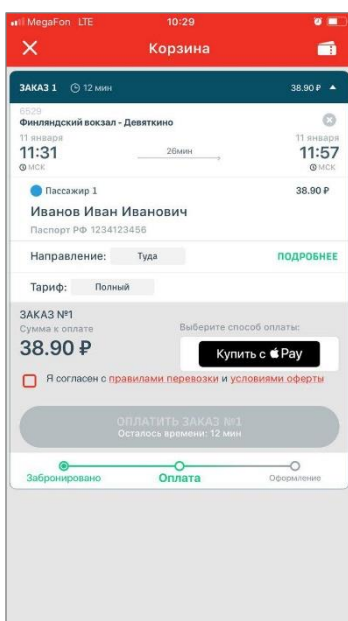 MegaFon LTE 10:29
Корзина
ЗАКАЗ 1 12 мин 38.90 ₽
6529
Финляндский вокзал - Девяткино
11 января 11 января
11:31 26мин 11:57
МСК МСК
Пассажир 1 38.90 ₽
Иванов Иван Иванович
Паспорт РФ 1234123456
Направление: Туда ПОДРОБНЕЕ
Тариф: Полный
ЗАКАЗ №1
Сумма к оплате Выберите способ оплаты:
38.90 ₽ Купить с Pay
Я согласен с правилами перевозки и условиями оферты
ОПЛАТИТЬ ЗАКАЗ №1
Осталось времени: 12 мин
Забронировано Оплата Оформление